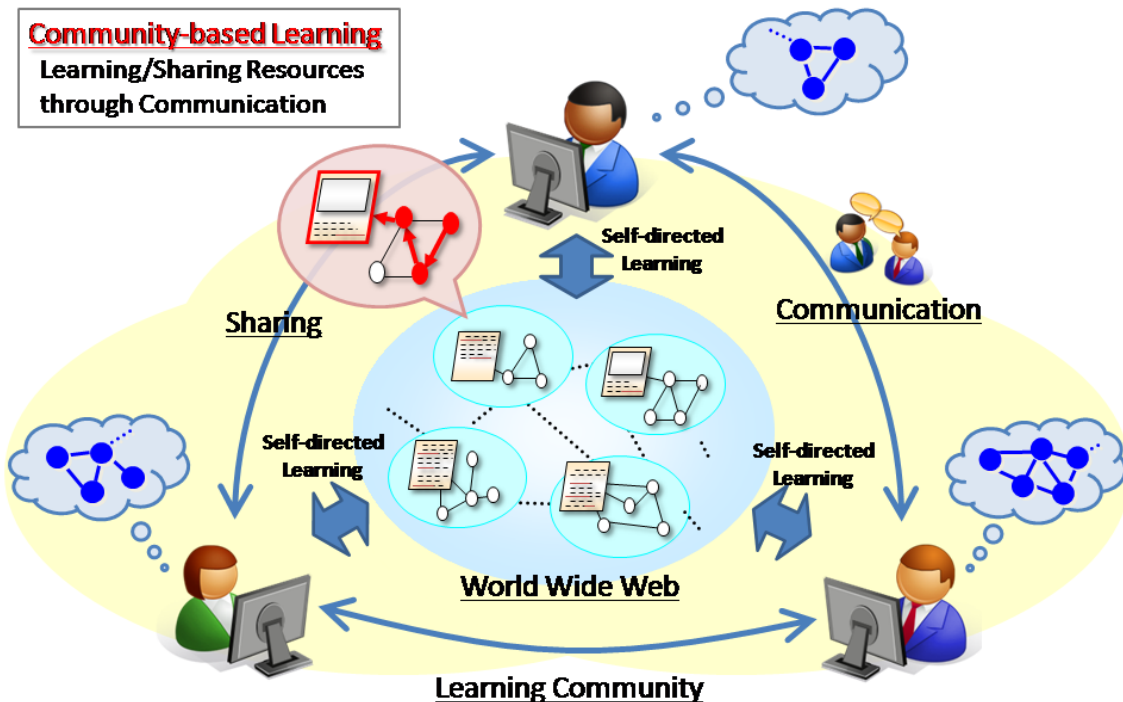 Community-based Learning
Learning/Sharing Resources
through Communication
Self-directed
Learning
Sharing
Communication
Self-directed
Learning
Self-directed
Learning
World Wide Web
Learning Community